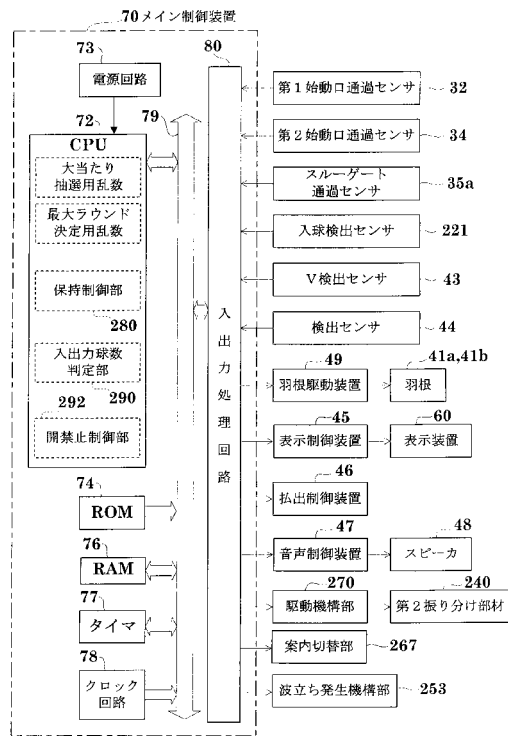 70メイン制御装置
73
電源回路
80
72
79
CPU
大当たり
抽選用乱数
最大ラウンド
決定用乱数
保持制御部
280
入出力球数
判定部
290
292
開禁止制御部
74
ROM
76
RAM
77
タイマ
78
クロック
回路
入出力処理回路
第1始動口通過センサ
32
第2始動口通過センサ
34
スルーゲート
通過センサ
35a
入球検出センサ
221
V検出センサ
43
検出センサ
44
49
羽根駆動装置
41a,41b
羽根
45
表示制御装置
60
表示装置
46
払出制御装置
47
音声制御装置
48
スピーカ
270
駆動機構部
240
第2振り分け部材
案内切替部
267
波立ち発生機構部
253